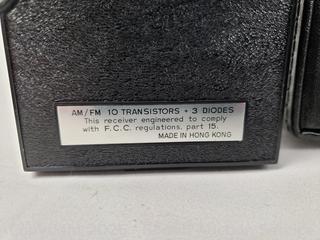 AM/FM 10 TRANSISTORS + 3 DIODES
This receiver engineered to comply
with F.C.C. regulations, part 15.
MADE IN HONG KONG